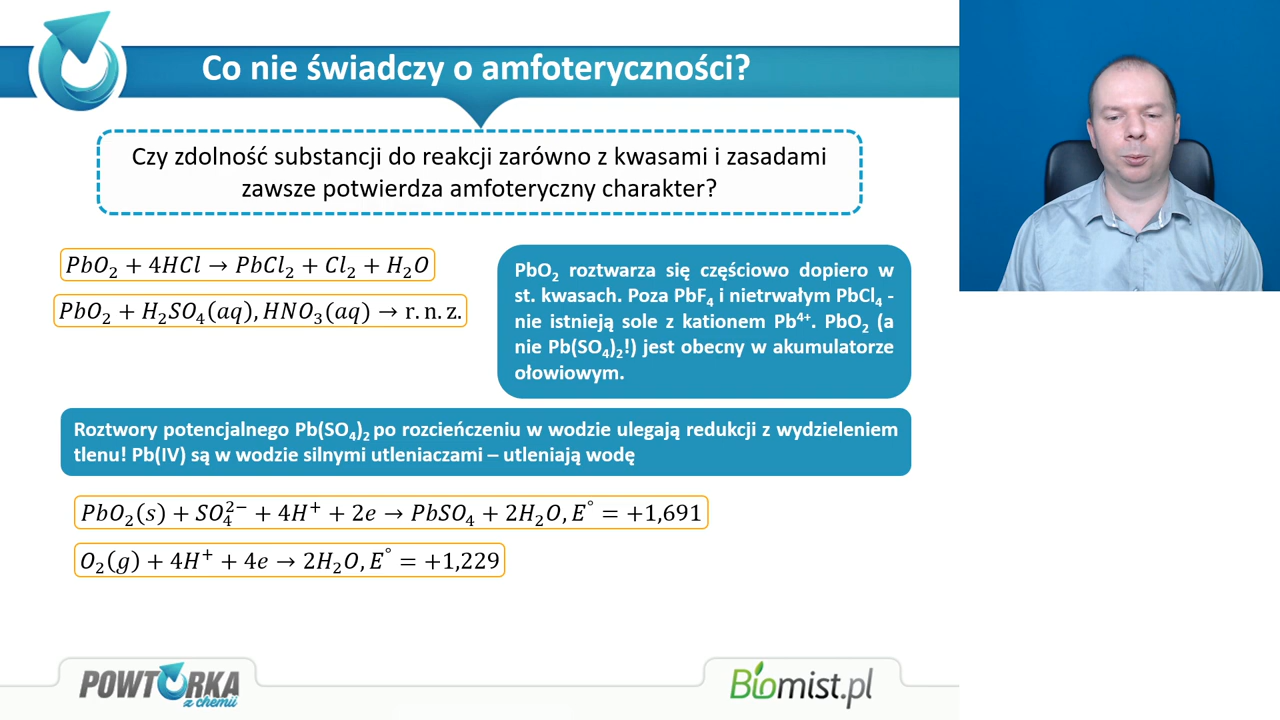 Co nie świadczy o amfoteryczności?
Czy zdolność substancji do reakcji zarówno z kwasami i zasadami
zawsze potwierdza amfoteryczny charakter?
PbO₂ + 4HCl → PbCl₂ + Cl₂ + H₂O
PbO₂ + H₂SO₄(aq), HNO₃(aq) → r. n. z.
PbO₂ roztwarza się częściowo dopiero w
st. kwasach. Poza PbF₄ i nietrwałym PbCl₄ -
nie istnieją sole z kationem Pb⁴⁺. PbO₂ (a
nie Pb(SO₄)₂!) jest obecny w akumulatorze
ołowiowym.
Roztwory potencjalnego Pb(SO₄)₂ po rozcieńczeniu w wodzie ulegają redukcji z wydzieleniem
tlenu! Pb(IV) są w wodzie silnymi utleniaczami – utleniają wodę
PbO₂(s) + SO₄²⁻ + 4H⁺ + 2e → PbSO₄ + 2H₂O, E° = +1,691
O₂(g) + 4H⁺ + 4e → 2H₂O, E° = +1,229
POWTÓRKA
z chemii
Biomist.pl